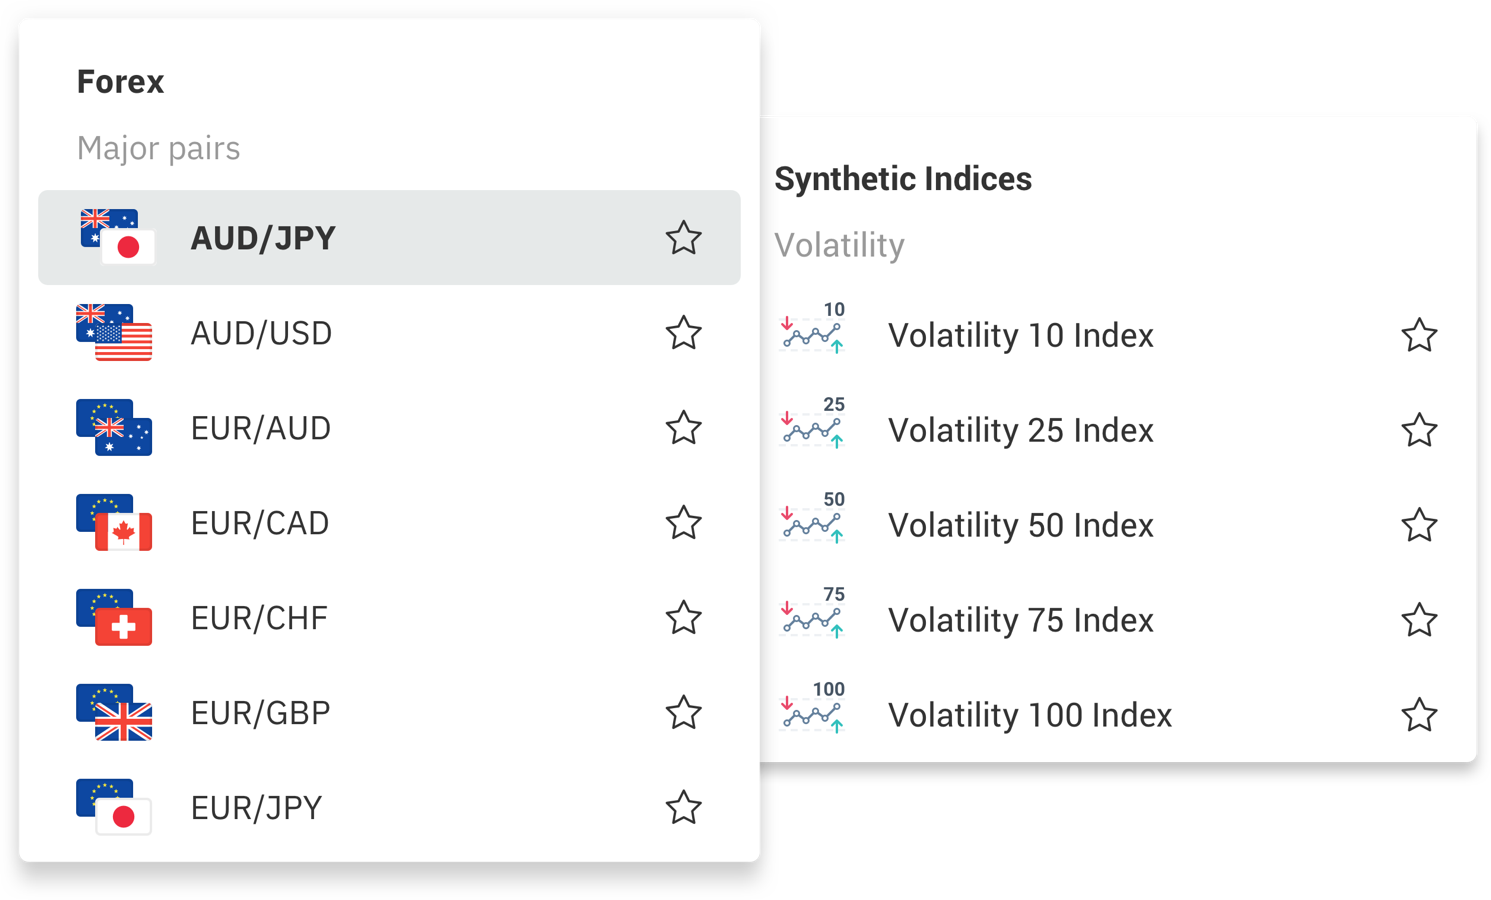 Forex
Major pairs
AUD/JPY
AUD/USD
EUR/AUD
EUR/CAD
EUR/CHF
EUR/GBP
EUR/JPY
Synthetic Indices
Volatility
10
Volatility 10 Index
25
Volatility 25 Index
50
Volatility 50 Index
75
Volatility 75 Index
100
Volatility 100 Index